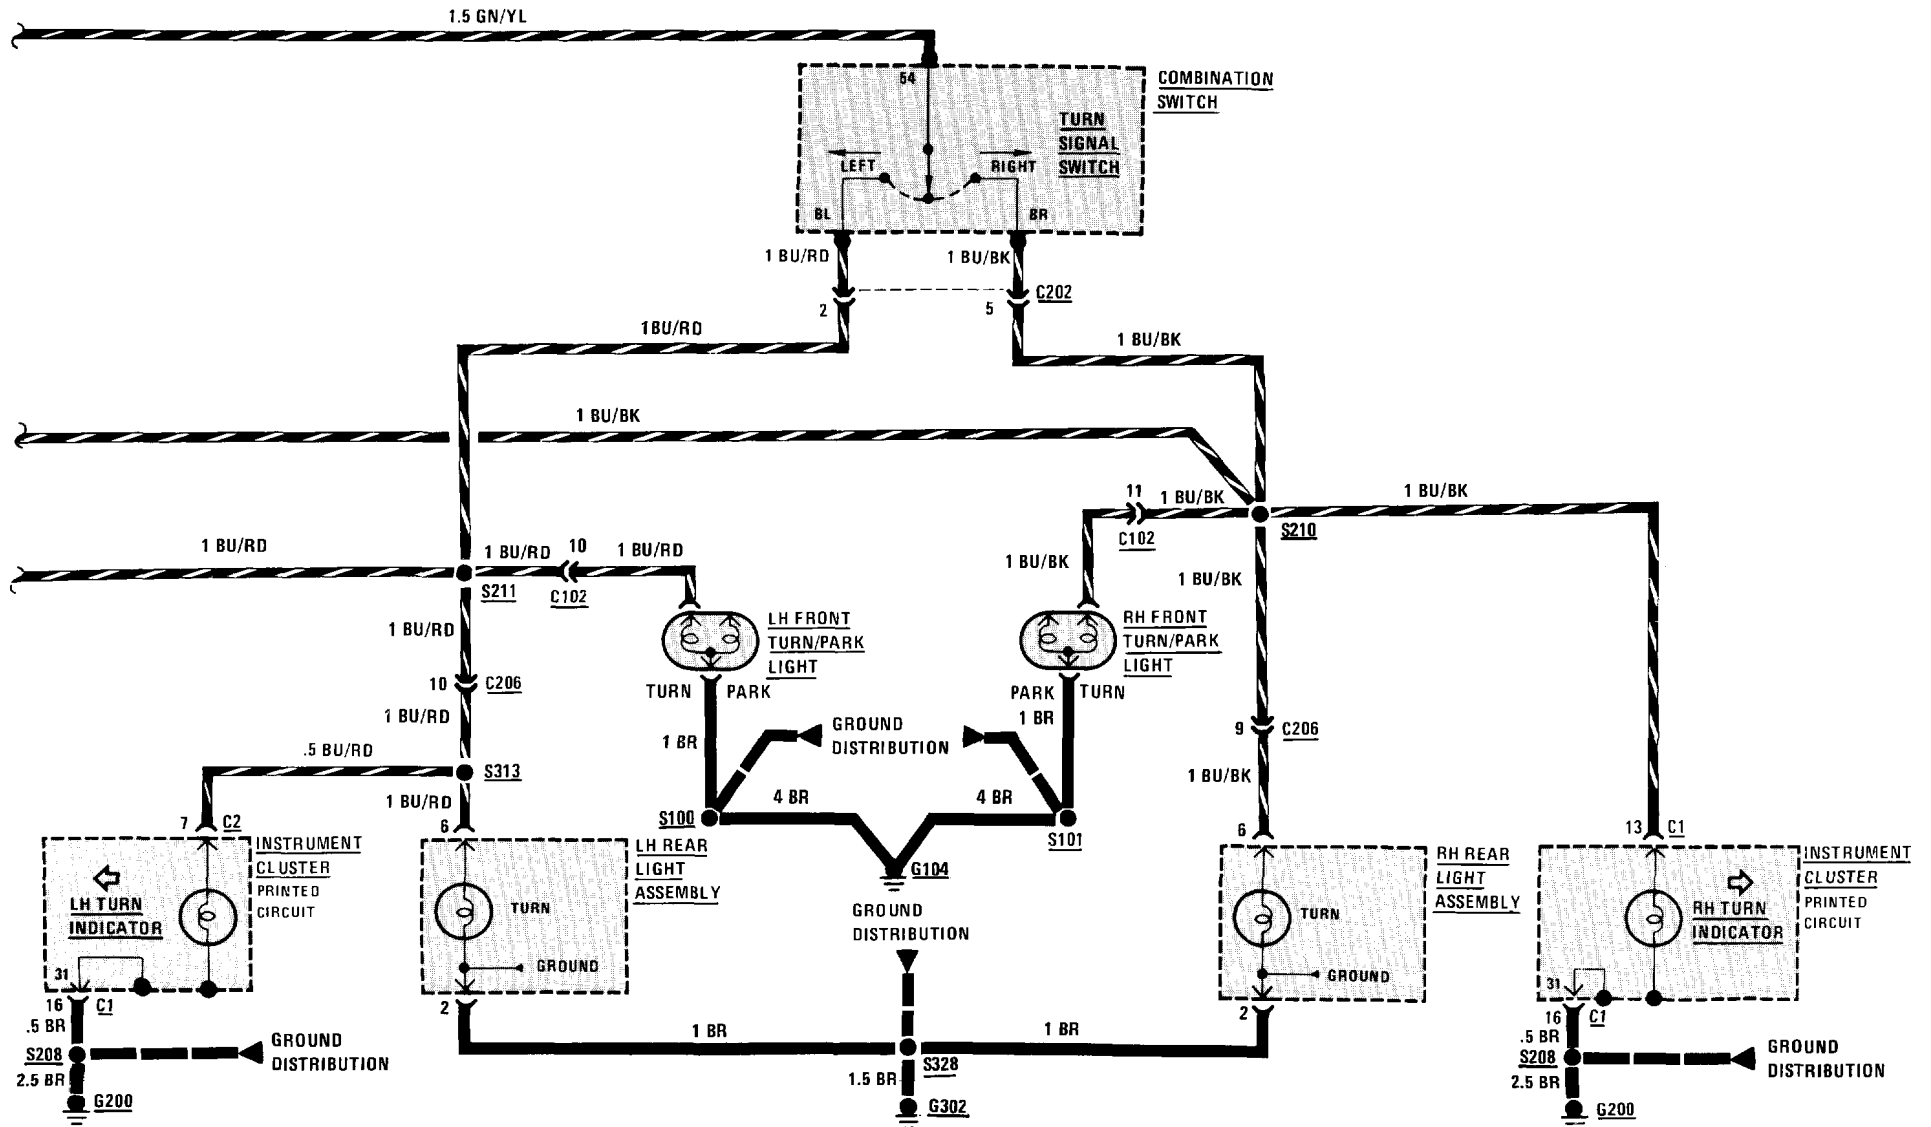 1.5 GN/YL
54
COMBINATION
SWITCH
TURN
SIGNAL
SWITCH
LEFT
RIGHT
BL
BR
1 BU/RD
1 BU/BK
2
5
C202
1BU/RD
1 BU/BK
1 BU/BK
11
1 BU/BK
1 BU/BK
C102
S210
1 BU/RD
1 BU/RD
10
1 BU/RD
S211
C102
1 BU/BK
1 BU/BK
1 BU/RD
LH FRONT
TURN/PARK
LIGHT
RH FRONT
TURN/PARK
LIGHT
10
C206
TURN
PARK
PARK
TURN
1 BU/RD
1 BR
1 BR
GROUND
DISTRIBUTION
9
C206
.5 BU/RD
S313
1 BU/BK
1 BU/RD
4 BR
4 BR
7
C2
6
S100
S101
6
13
C1
INSTRUMENT
CLUSTER
PRINTED
CIRCUIT
LH TURN
INDICATOR
31
LH REAR
LIGHT
ASSEMBLY
TURN
GROUND
G104
GROUND
DISTRIBUTION
RH REAR
LIGHT
ASSEMBLY
TURN
GROUND
INSTRUMENT
CLUSTER
PRINTED
CIRCUIT
RH TURN
INDICATOR
31
16
C1
.5 BR
S208
2.5 BR
GROUND
DISTRIBUTION
G200
2
1 BR
1 BR
2
S328
1.5 BR
G302
16
C1
.5 BR
S208
2.5 BR
GROUND
DISTRIBUTION
G200